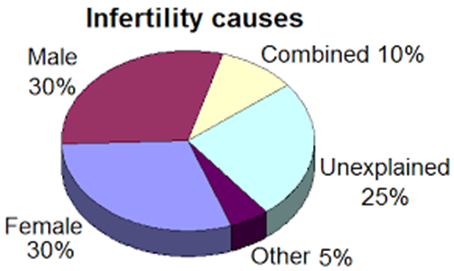 Infertility causes
Male
30%
Combined 10%
Unexplained
25%
Female
30%
Other 5%